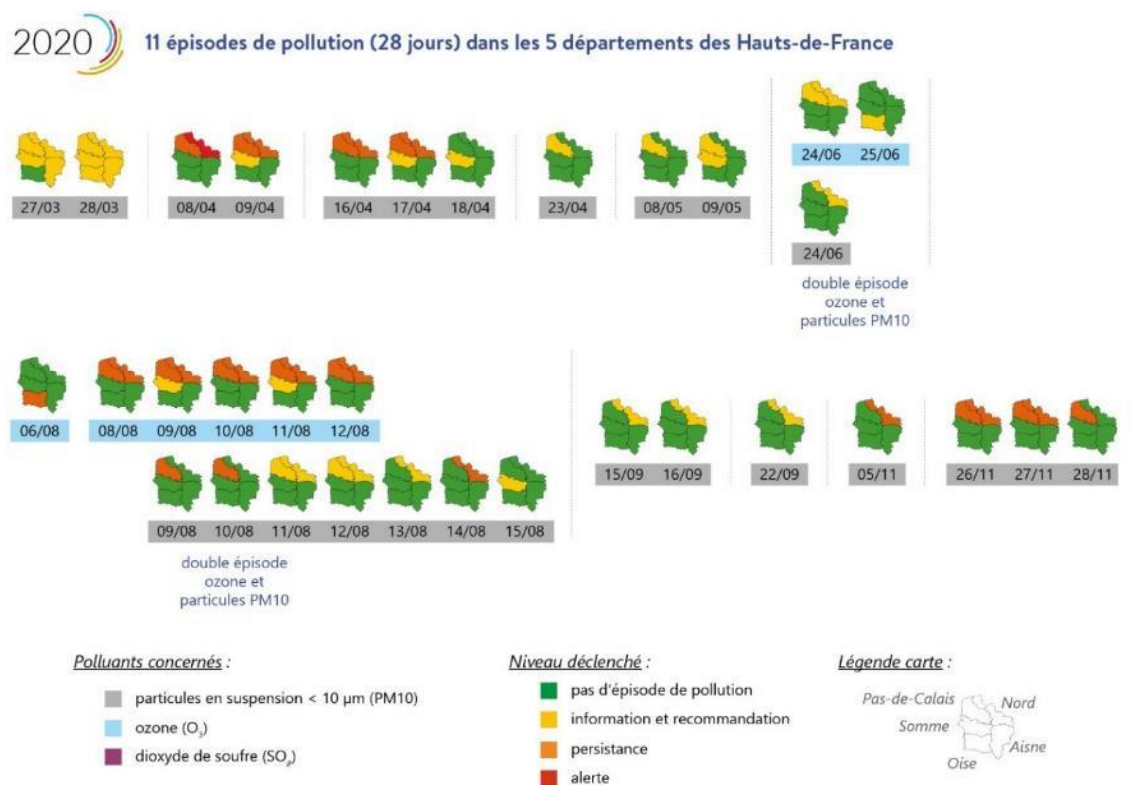 2020
11 épisodes de pollution (28 jours) dans les 5 départements des Hauts-de-France
24/06 25/06
27/03 28/03
08/04 09/04
16/04 17/04 18/04
23/04
08/05 09/05
24/06
double épisode
ozone et
particules PM10
06/08
08/08 09/08 10/08 11/08 12/08
09/08 10/08 11/08 12/08 13/08 14/08 15/08
double épisode
ozone et
particules PM10
15/09 16/09
22/09
05/11
26/11 27/11 28/11
Polluants concernés :
particules en suspension < 10 µm (PM10)
ozone (O₃)
dioxyde de soufre (SO₂)
Niveau déclenché :
pas d'épisode de pollution
information et recommandation
persistance
alerte
Légende carte :
Pas-de-Calais
Nord
Somme
Aisne
Oise